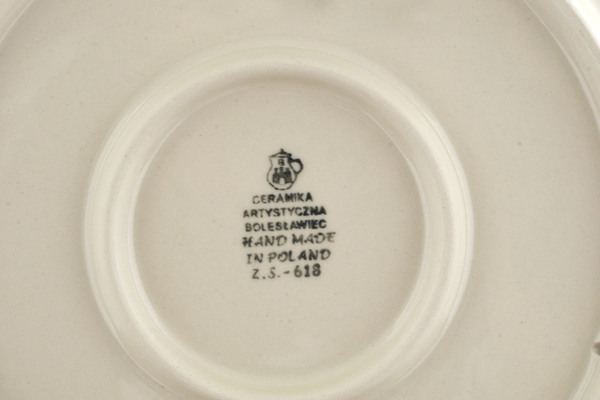 CERAMIKA
ARTYSTYCZNA
BOLESŁAWIEC
HAND MADE
IN POLAND
Z.S.-618